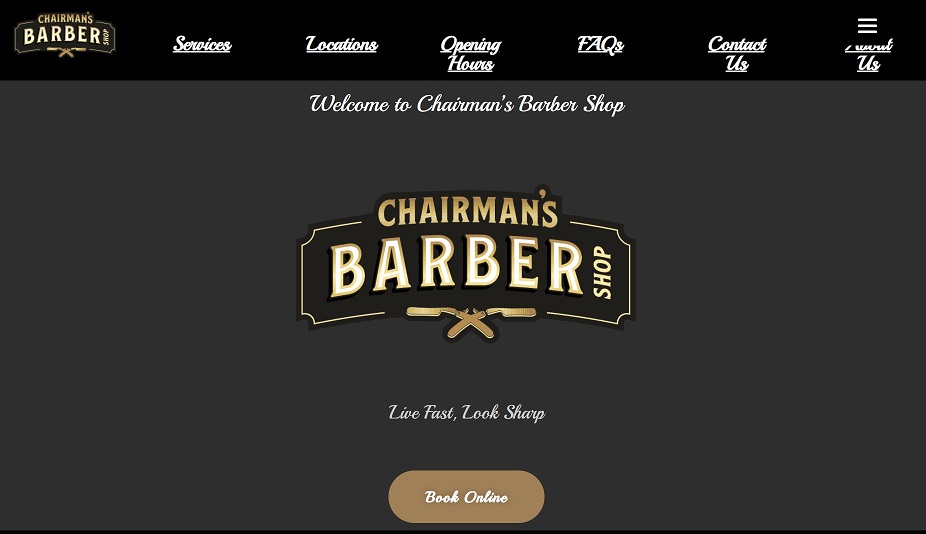 CHAIRMAN'S
BARBER SHOP
Services
Locations
Opening
Hours
FAQs
Contact
Us
About
Us
Welcome to Chairman's Barber Shop
CHAIRMAN'S
BARBER
SHOP
Live Fast, Look Sharp
Book Online